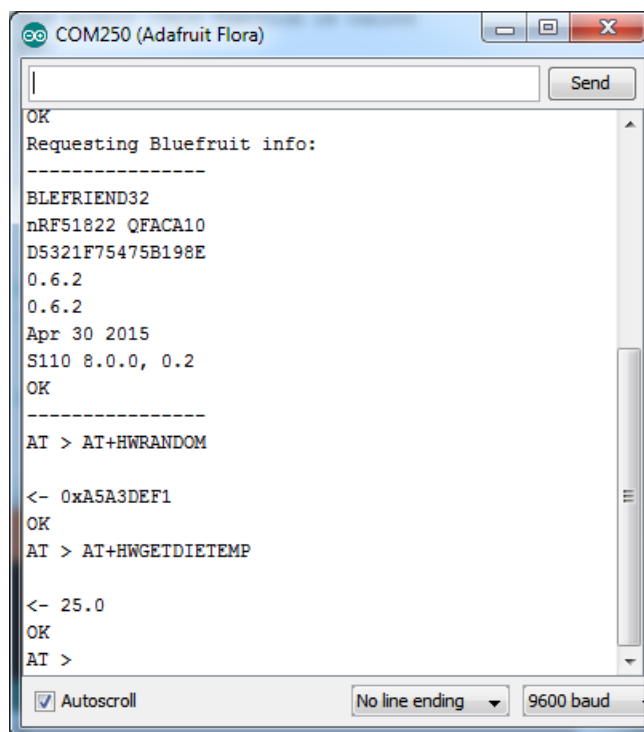 COM250 (Adafruit Flora)
Send
OK
Requesting Bluefruit info:
----------------
BLEFRIEND32
nRF51822 QFACA10
D5321F75475B198E
0.6.2
0.6.2
Apr 30 2015
S110 8.0.0, 0.2
OK
----------------
AT > AT+HWRANDOM
<- 0xA5A3DEF1
OK
AT > AT+HWGETDIETEMP
<- 25.0
OK
AT >
Autoscroll
No line ending
9600 baud